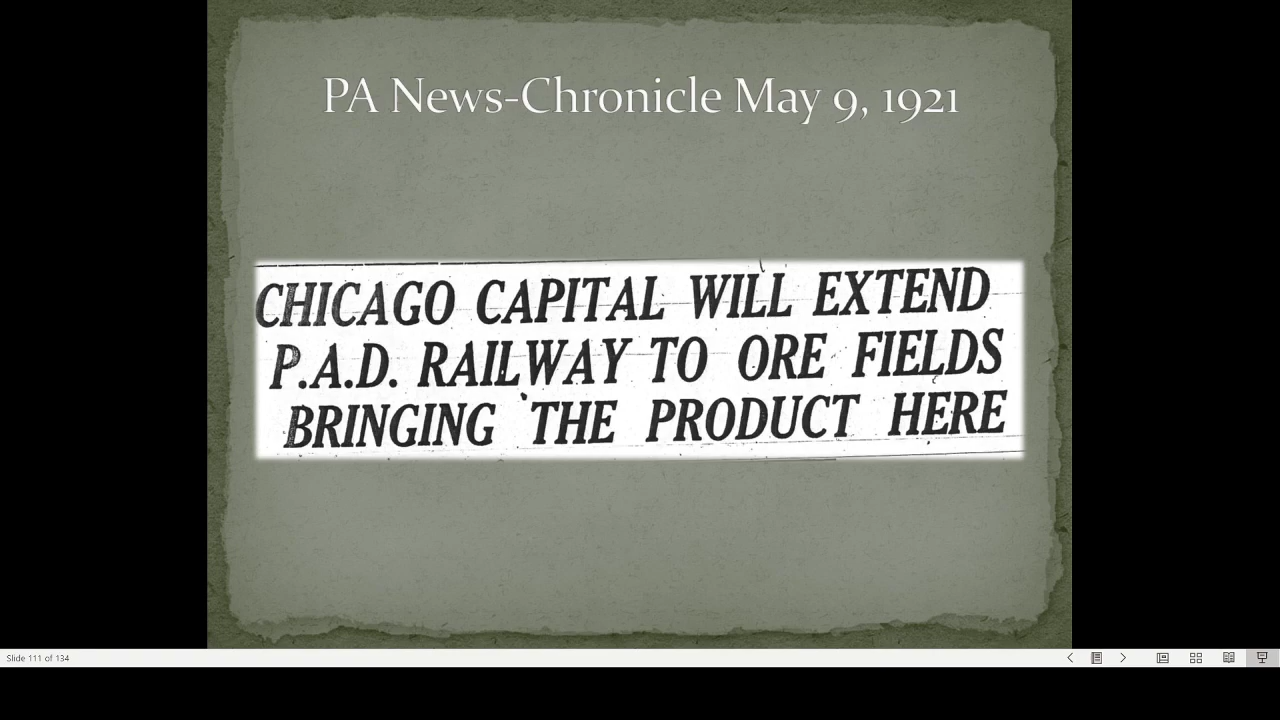 PA News-Chronicle May 9, 1921
CHICAGO CAPITAL WILL EXTEND
P.A.D. RAILWAY TO ORE FIELDS
BRINGING THE PRODUCT HERE
Slide 111 of 134